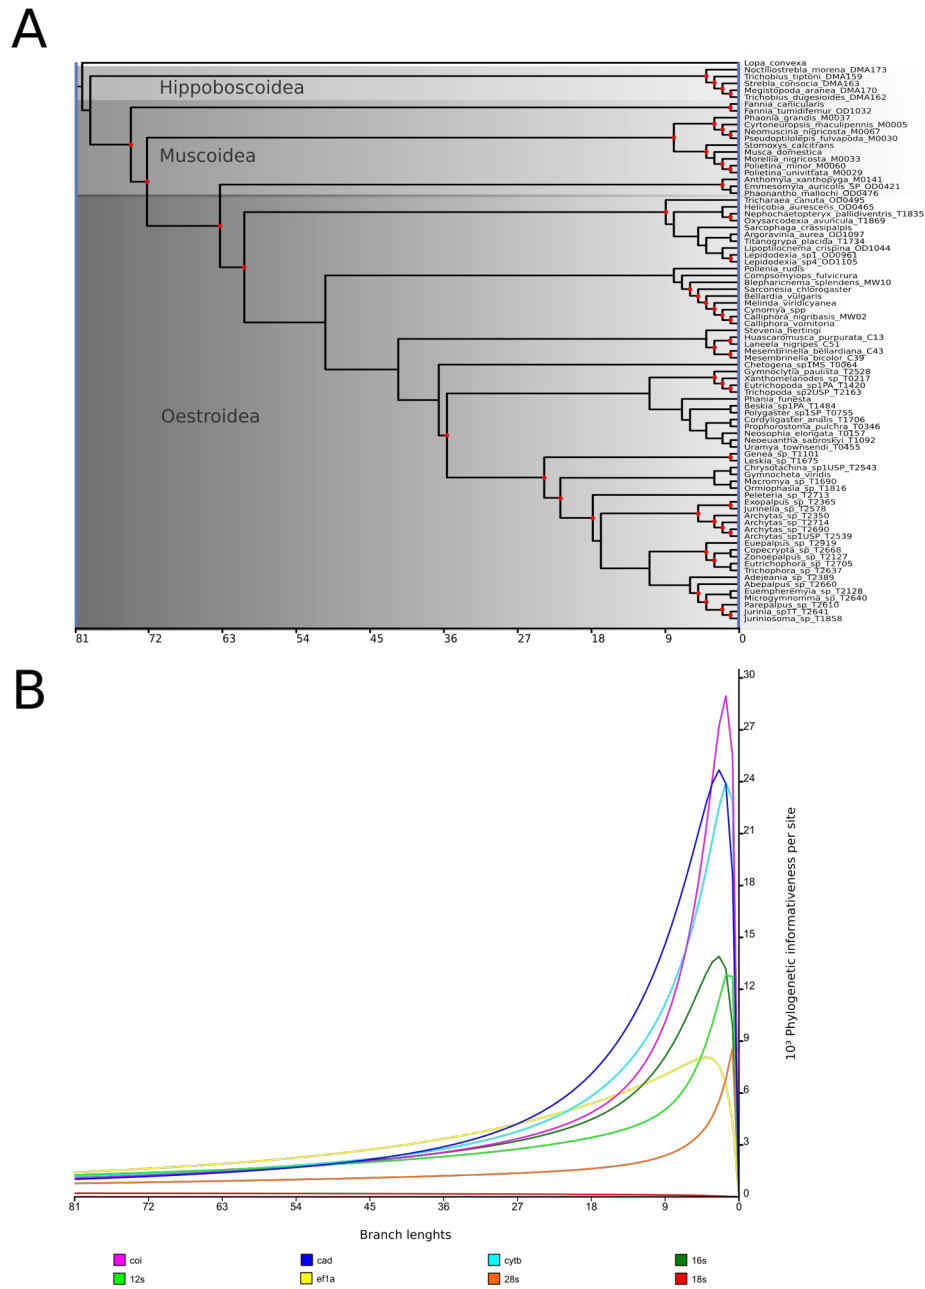 A
Lopa_convexa
Noctiliostrebla_morena_DMA173
Trichobius_tiptoni_DMA159
Strebla_consocia_DMA163
Megistopoda_aranea_DMA170
Trichobius_dugesioides_DMA162
Fannia_canicularis
Fannia_tumidifemur_OD1032
Phaonia_grandis_M0037
Cyrtoneuropsis_maculipennis_M0005
Neomuscina_nigricosta_M0067
Pseudoptilolepis_fulvapoda_M0030
Stomoxys_calcitrans
Musca_domestica
Morellia_nigricosta_M0033
Polietina_minor_M0060
Polietina_univittata_M0029
Anthomyia_xanthopyga_M0141
Emmesomyia_auricolis_SP_OD0421
Phaonantho_mallochi_OD0476
Tricharaea_canuta_OD0495
Helicobia_aurescens_OD0465
Nephochaetopteryx_pallidiventris_T1835
Oxysarcodexia_avuncula_T1869
Sarcophaga_crassipalpis
Argoravinia_aurea_OD1097
Titanogrypa_placida_T1734
Lipoptilocnema_crispina_OD1044
Lepidodexia_sp1_OD0961
Lepidodexia_sp4_OD1105
Pollenia_rudis
Compsomyiops_fulvicrura
Blepharicnema_splendens_MW10
Sarconesia_chlorogaster
Bellardia_vulgaris
Melinda_viridicyanea
Cynomya_spp
Calliphora_nigribasis_MW02
Calliphora_vomitoria
Stevenia_hertingi
Huascaromusca_purpurata_C13
Laneela_nigripes_C51
Mesembrinella_bellardiana_C43
Mesembrinella_bicolor_C39
Chetogena_sp1MS_T0064
Gymnoclytia_paulista_T2528
Xanthomelanodes_sp_T0217
Eutrichopoda_sp1PA_T1420
Trichopoda_sp2USP_T2163
Phania_funesta
Beskia_sp1PA_T1484
Polygaster_sp1SP_T0755
Cordyligaster_analis_T1706
Prophorostoma_pulchra_T0346
Neosophia_elongata_T0157
Neoeuantha_sabroskyi_T1092
Uramya_townsendi_T0455
Genea_sp_T1101
Leskia_sp_T1675
Chrysotachina_sp1USP_T2543
Gymnocheta_viridis
Macromya_sp_T1690
Ormiophasia_sp_T1816
Peleteria_sp_T2713
Exopalpus_sp_T2365
Jurinella_sp_T2578
Archytas_sp_T2350
Archytas_sp_T2714
Archytas_sp_T2690
Archytas_sp1USP_T2539
Euepalpus_sp_T2919
Copecrypta_sp_T2668
Zonoepalpus_sp_T2127
Eutrichophora_sp_T2705
Trichophora_sp_T2637
Adejeania_sp_T2389
Abepalpus_sp_T2660
Euempheremyia_sp_T2128
Microgymnomma_sp_T2640
Parepalpus_sp_T2610
Jurinia_spTT_T2641
Juriniosoma_sp_T1858
Hippoboscoidea
Muscoidea
Oestroidea
81 72 63 54 45 36 27 18 9 0
B
30
27
24
21
18
15
12
9
6
3
0
10³ Phylogenetic informativeness per site
81 72 63 54 45 36 27 18 9 0
Branch lenghts
coi cad cytb 16s
12s ef1a 28s 18s